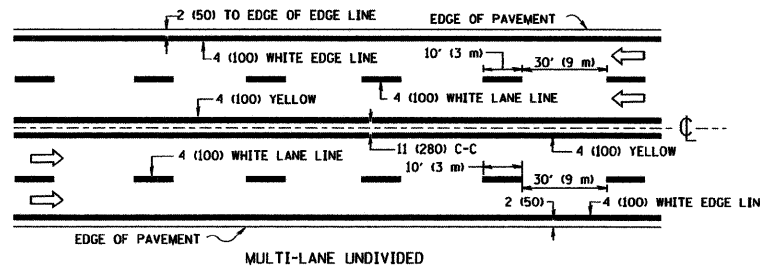 2 (50) TO EDGE OF EDGE LINE
EDGE OF PAVEMENT
4 (100) WHITE EDGE LINE
10' (3 m)
30' (9 m)
4 (100) YELLOW
4 (100) WHITE LANE LINE
℄
4 (100) WHITE LANE LINE
11 (280) C-C
4 (100) YELLOW
10' (3 m)
30' (9 m)
2 (50)
4 (100) WHITE EDGE LIN
EDGE OF PAVEMENT
MULTI-LANE UNDIVIDED